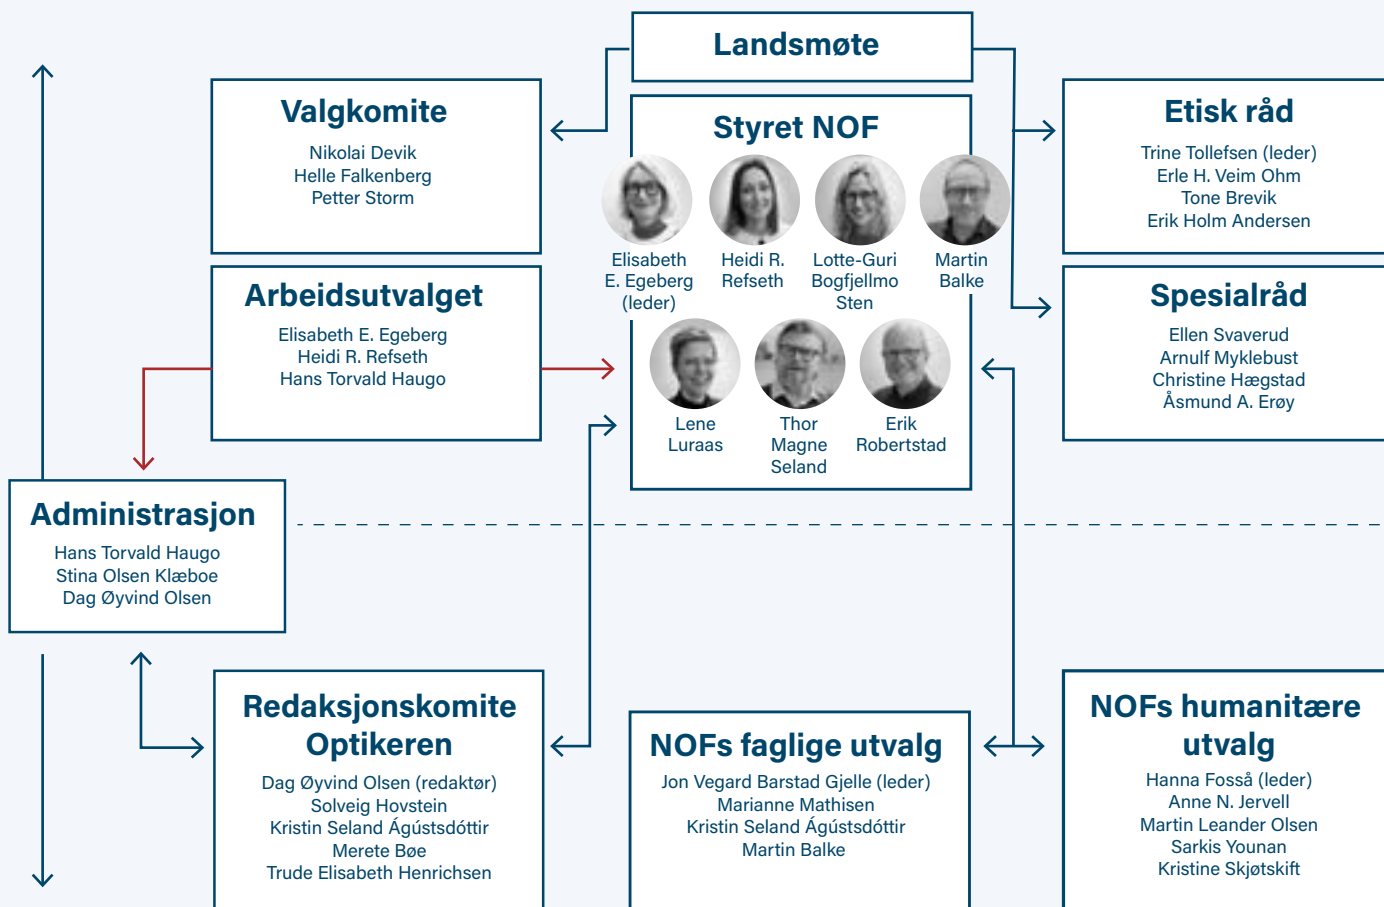 Landsmøte
Valgkomite
Nikolai Devik
Helle Falkenberg
Petter Storm
Styret NOF
Elisabeth
E. Egeberg
(leder)
Heidi R.
Refseth
Lotte-Guri
Bogfjellmo
Sten
Martin
Balke
Lene
Luraas
Thor
Magne
Seland
Erik
Robertstad
Etisk råd
Trine Tollefsen (leder)
Erle H. Veim Ohm
Tone Brevik
Erik Holm Andersen
Arbeidsutvalget
Elisabeth E. Egeberg
Heidi R. Refseth
Hans Torvald Haugo
Spesialråd
Ellen Svaverud
Arnulf Myklebust
Christine Hægstad
Åsmund A. Erøy
Administrasjon
Hans Torvald Haugo
Stina Olsen Klæboe
Dag Øyvind Olsen
Redaksjonskomite
Optikeren
Dag Øyvind Olsen (redaktør)
Solveig Hovstein
Kristin Seland Ágústsdóttir
Merete Bøe
Trude Elisabeth Henrichsen
NOFs faglige utvalg
Jon Vegard Barstad Gjelle (leder)
Marianne Mathisen
Kristin Seland Ágústsdóttir
Martin Balke
NOFs humanitære
utvalg
Hanna Fosså (leder)
Anne N. Jervell
Martin Leander Olsen
Sarkis Younan
Kristine Skjøtskift